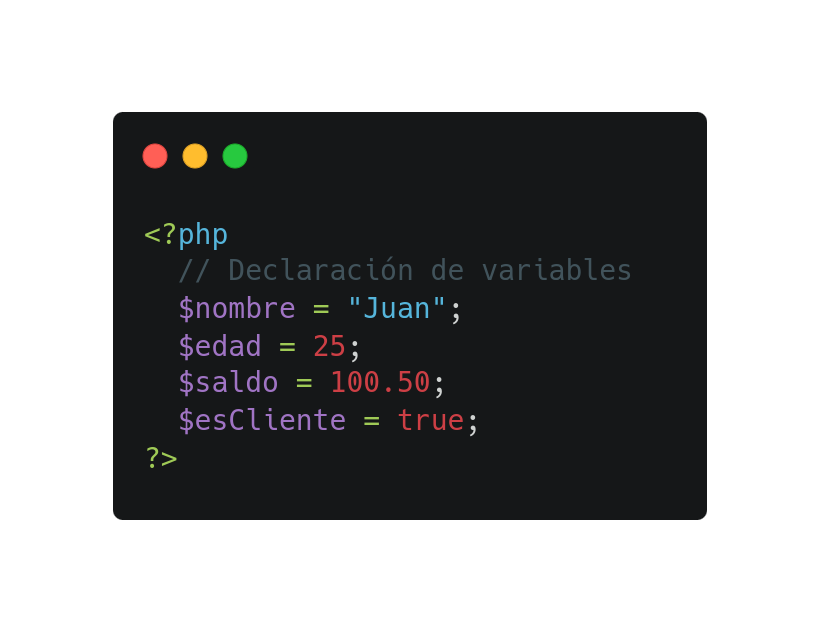 <?php
// Declaración de variables
$nombre = "Juan";
$edad = 25;
$saldo = 100.50;
$esCliente = true;
?>